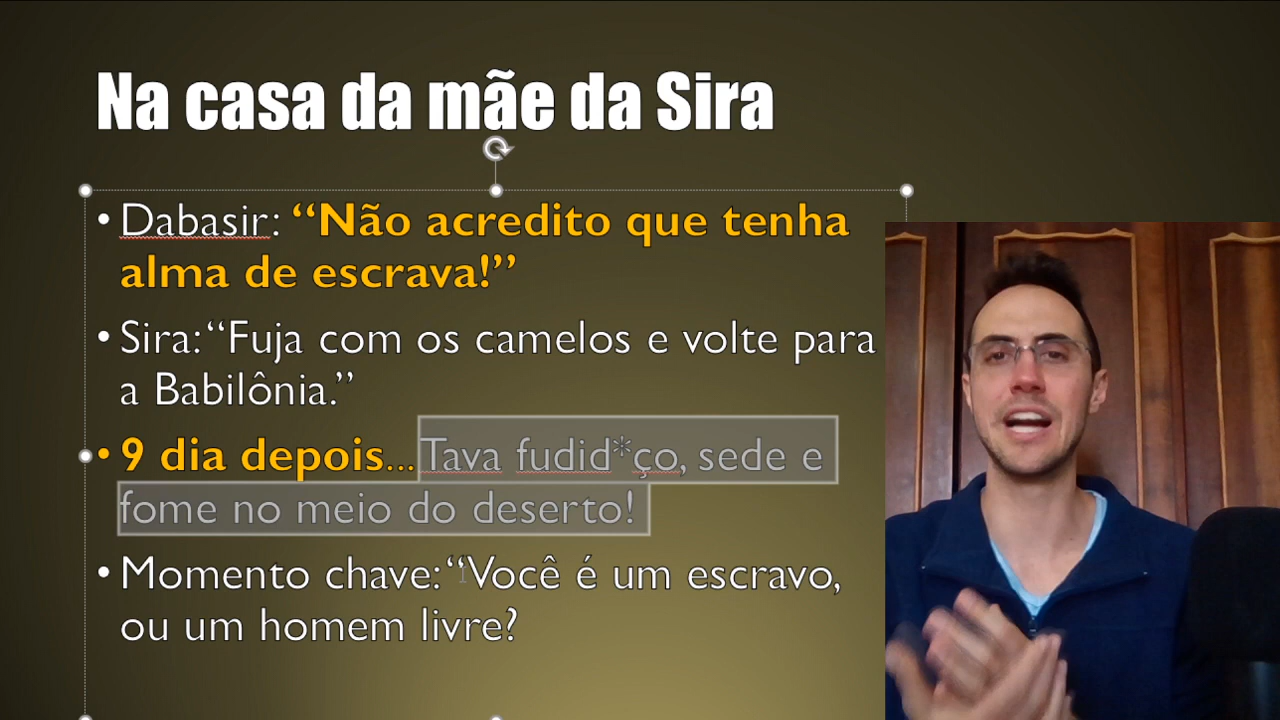 Na casa da mãe da Sira
• Dabasir: “Não acredito que tenha
alma de escrava!”
• Sira: “Fuja com os camelos e volte para
a Babilônia.”
• 9 dia depois... Tava fudid*ço, sede e
fome no meio do deserto!
• Momento chave: “Você é um escravo,
ou um homem livre?